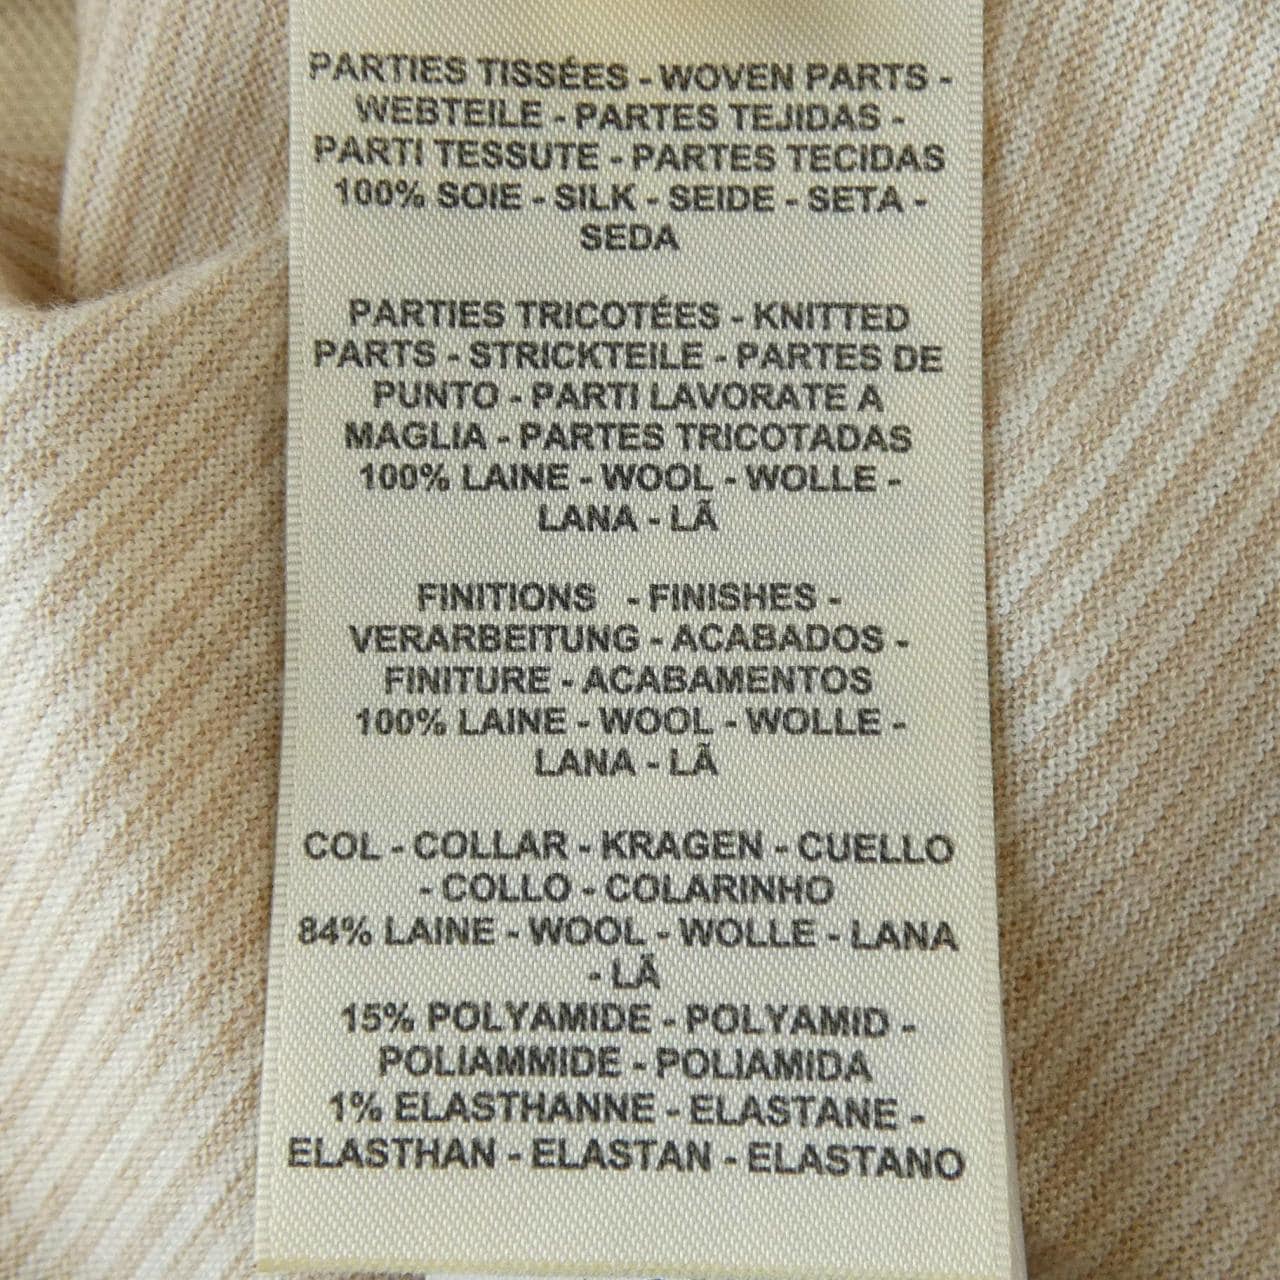 PARTIES TISSÉES - WOVEN PARTS -
WEBTEILE - PARTES TEJIDAS -
PARTI TESSUTE - PARTES TECIDAS
100% SOIE - SILK - SEIDE - SETA -
SEDA
PARTIES TRICOTÉES - KNITTED
PARTS - STRICKTEILE - PARTES DE
PUNTO - PARTI LAVORATE A
MAGLIA - PARTES TRICOTADAS
100% LAINE - WOOL - WOLLE -
LANA - LÃ
FINITIONS - FINISHES -
VERARBEITUNG - ACABADOS -
FINITURE - ACABAMENTOS
100% LAINE - WOOL - WOLLE -
LANA - LÃ
COL - COLLAR - KRAGEN - CUELLO
- COLLO - COLARINHO
84% LAINE - WOOL - WOLLE - LANA
- LÃ
15% POLYAMIDE - POLYAMID -
POLIAMMIDE - POLIAMIDA
1% ELASTHANNE - ELASTANE -
ELASTHAN - ELASTAN - ELASTANO